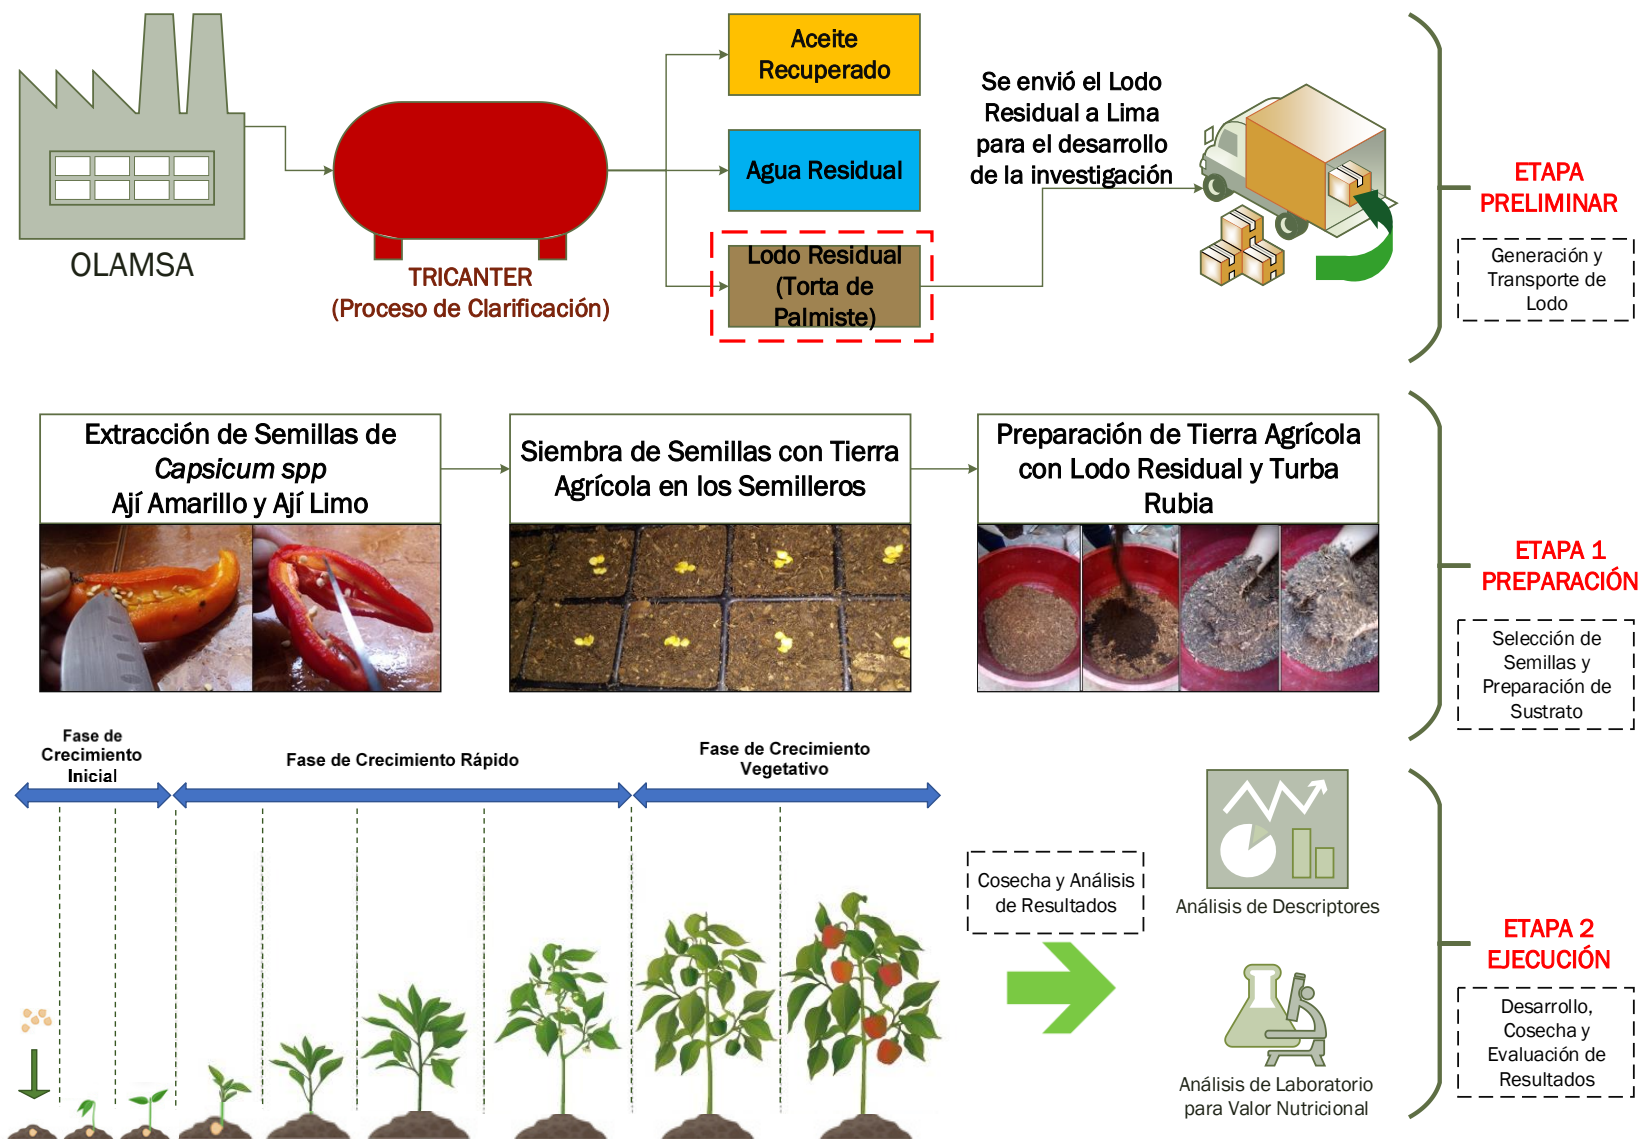 Aceite
Recuperado
Agua Residual
Lodo Residual
(Torta de
Palmiste)
OLAMSA
TRICANTER
(Proceso de Clarificación)
Se envió el Lodo
Residual a Lima
para el desarrollo
de la investigación
ETAPA
PRELIMINAR
Generación y
Transporte de
Lodo
Extracción de Semillas de
Capsicum spp
Ají Amarillo y Ají Limo
Siembra de Semillas con Tierra
Agrícola en los Semilleros
Preparación de Tierra Agrícola
con Lodo Residual y Turba
Rubia
ETAPA 1
PREPARACIÓN
Selección de
Semillas y
Preparación de
Sustrato
Fase de
Crecimiento
Inicial
Fase de Crecimiento Rápido
Fase de Crecimiento
Vegetativo
Cosecha y Análisis
de Resultados
Análisis de Descriptores
Análisis de Laboratorio
para Valor Nutricional
ETAPA 2
EJECUCIÓN
Desarrollo,
Cosecha y
Evaluación de
Resultados